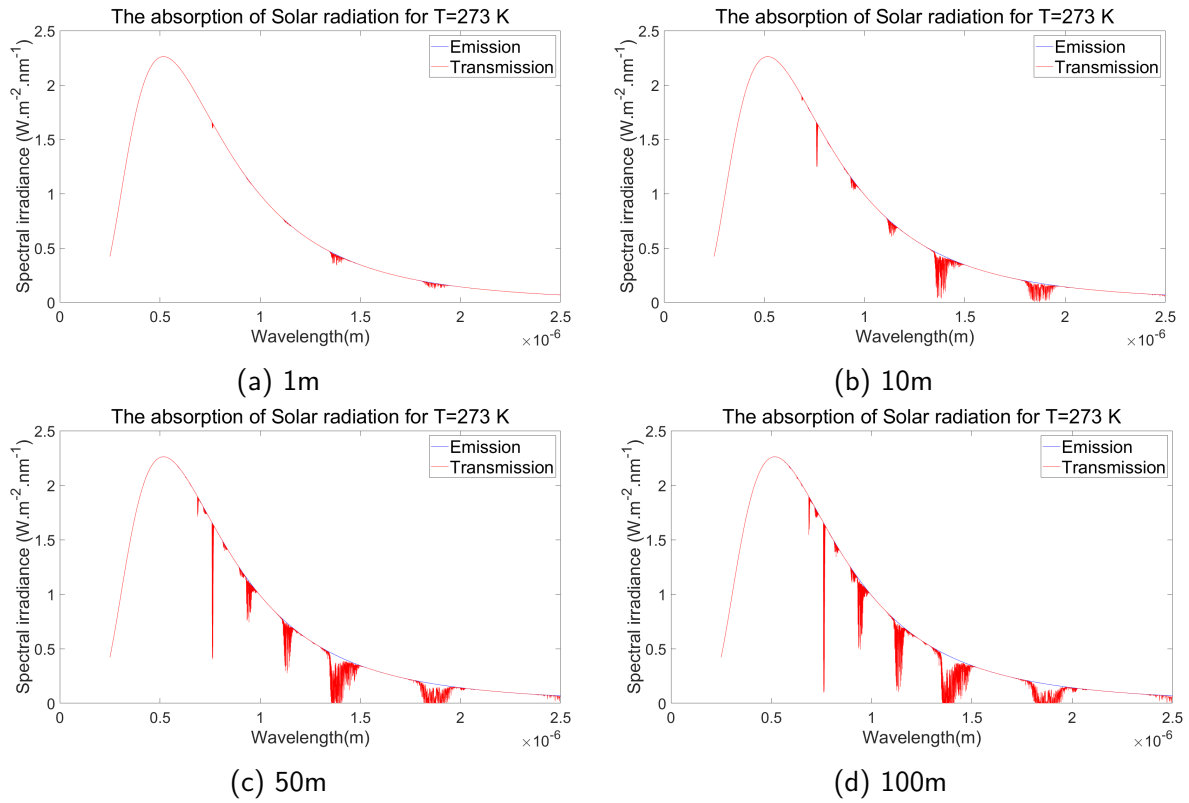 The absorption of Solar radiation for T=273 K
Spectral irradiance (W.m-2.nm-1)
2.5
2
1.5
1
0.5
0
Emission
Transmission
0 0.5 1 1.5 2 2.5
Wavelength(m)
×10-6
(a) 1m
The absorption of Solar radiation for T=273 K
Spectral irradiance (W.m-2.nm-1)
2.5
2
1.5
1
0.5
0
Emission
Transmission
0 0.5 1 1.5 2 2.5
Wavelength(m)
×10-6
(b) 10m
The absorption of Solar radiation for T=273 K
Spectral irradiance (W.m-2.nm-1)
2.5
2
1.5
1
0.5
0
Emission
Transmission
0 0.5 1 1.5 2 2.5
Wavelength(m)
×10-6
(c) 50m
The absorption of Solar radiation for T=273 K
Spectral irradiance (W.m-2.nm-1)
2.5
2
1.5
1
0.5
0
Emission
Transmission
0 0.5 1 1.5 2 2.5
Wavelength(m)
×10-6
(d) 100m